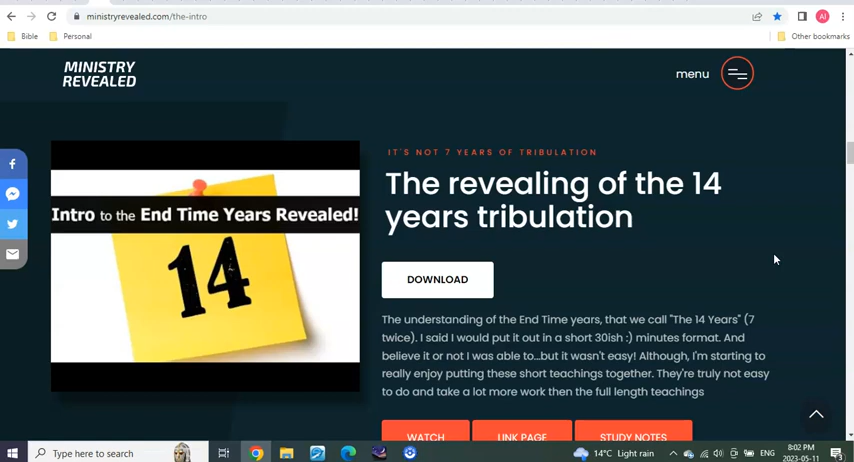 ministryrevealed.com/the-intro
AI
Bible
Personal
Other bookmarks
MINISTRY
REVEALED
menu
IT'S NOT 7 YEARS OF TRIBULATION
The revealing of the 14
years tribulation
Intro to the End Time Years Revealed!
14
DOWNLOAD
The understanding of the End Time years, that we call "The 14 Years" (7
twice). I said I would put it out in a short 30ish :) minutes format. And
believe it or not I was able to...but it wasn't easy! Although, I'm starting to
really enjoy putting these short teachings together. They're truly not easy
to do and take a lot more work then the full length teachings
WATCH
LINK PAGE
STUDY NOTES
Type here to search
14°C Light rain
ENG
8:02 PM
2023-05-11
3